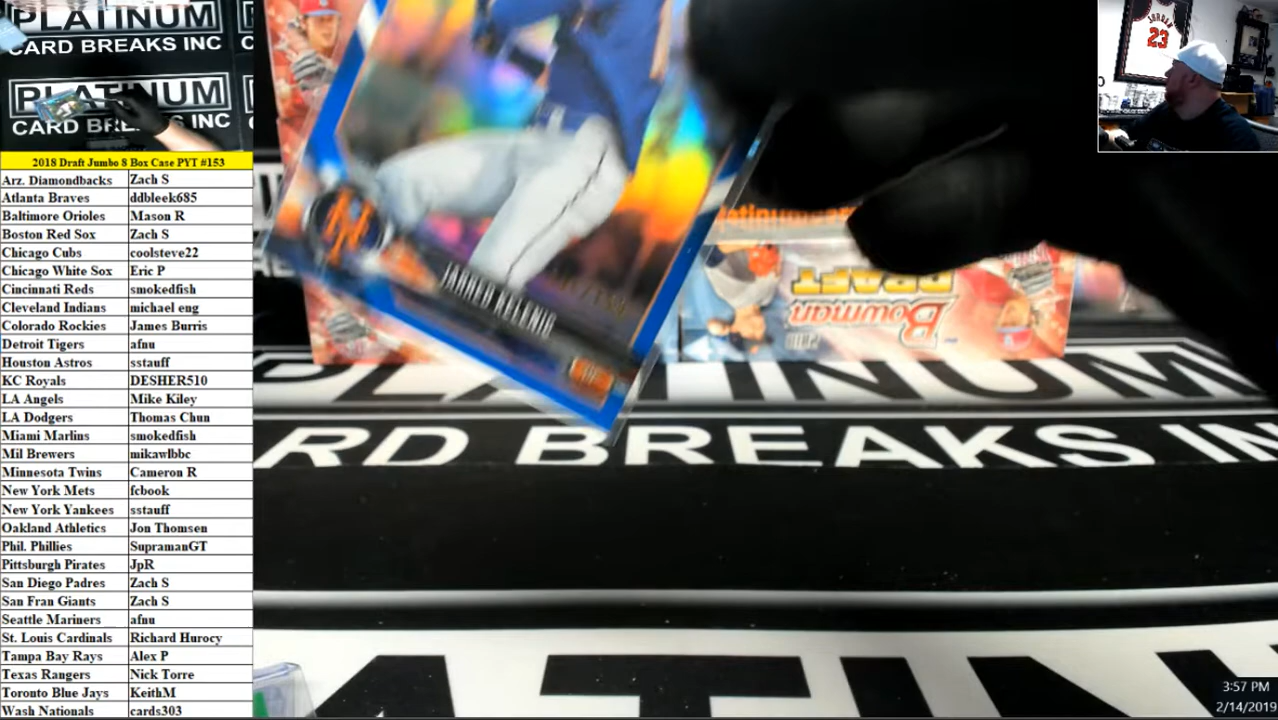 PLATINUM
CARD BREAKS INC
PLATINUM
CARD BREAKS INC
2018 Draft Jumbo 8 Box Case PYT #153
Arz. Diamondbacks Zach S
Atlanta Braves ddbleek685
Baltimore Orioles Mason R
Boston Red Sox Zach S
Chicago Cubs coolsteve22
Chicago White Sox Eric P
Cincinnati Reds smokedfish
Cleveland Indians michael eng
Colorado Rockies James Burris
Detroit Tigers afnu
Houston Astros sstauff
KC Royals DESHER510
LA Angels Mike Kiley
LA Dodgers Thomas Chun
Miami Marlins smokedfish
Mil Brewers mikawlbbc
Minnesota Twins Cameron R
New York Mets fcbook
New York Yankees sstauff
Oakland Athletics Jon Thomsen
Phil. Phillies SupramanGT
Pittsburgh Pirates JpR
San Diego Padres Zach S
San Fran Giants Zach S
Seattle Mariners afnu
St. Louis Cardinals Richard Hurocy
Tampa Bay Rays Alex P
Texas Rangers Nick Torre
Toronto Blue Jays KeithM
Wash Nationals cards303
JARRED KELENIC
OF
DRAFT
Bowman
2018
PLATINUM
CARD BREAKS IN
ATIN
JORDAN
23
3:57 PM
2/14/2019